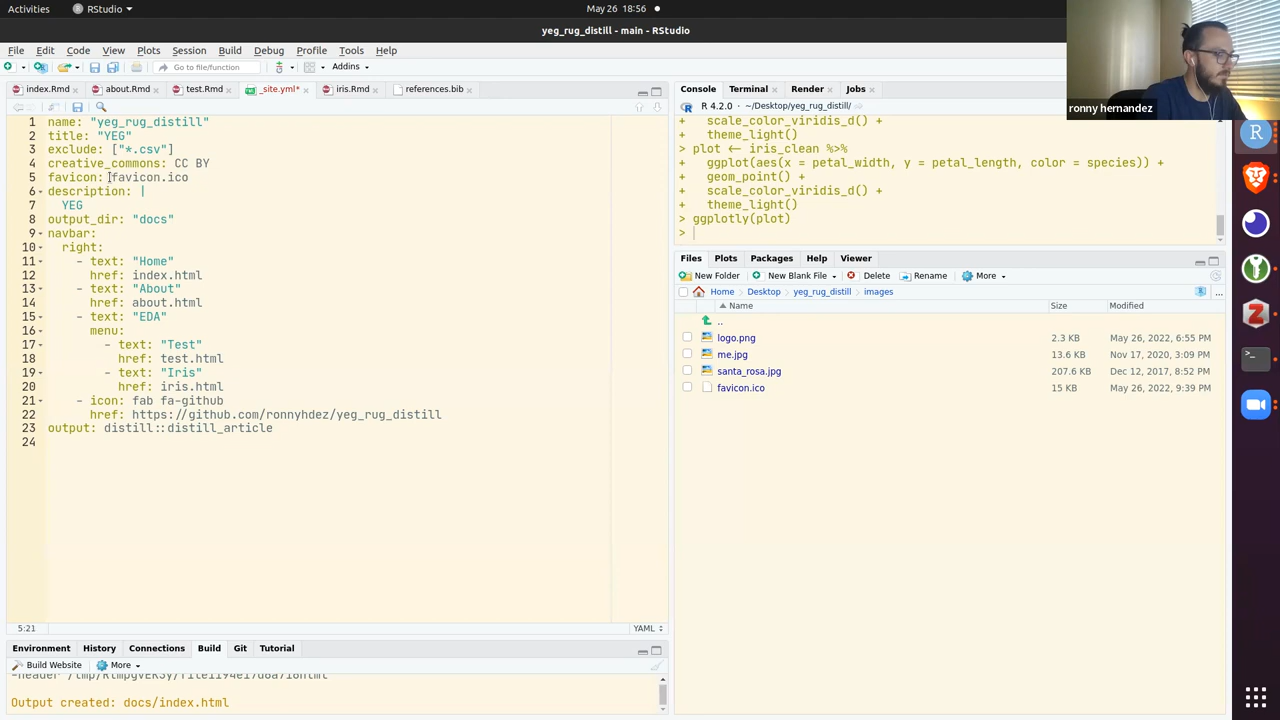 Activities RStudio May 26 18:56
yeg_rug_distill - main - RStudio
File Edit Code View Plots Session Build Debug Profile Tools Help
Go to file/function Addins
ronny hernandez
index.Rmd about.Rmd test.Rmd _site.yml* iris.Rmd references.bib
1 name: "yeg_rug_distill"
2 title: "YEG"
3 exclude: ["*.csv"]
4 creative_commons: CC BY
5 favicon: favicon.ico
6 description: |
7 YEG
8 output_dir: "docs"
9 navbar:
10 right:
11 - text: "Home"
12 href: index.html
13 - text: "About"
14 href: about.html
15 - text: "EDA"
16 menu:
17 - text: "Test"
18 href: test.html
19 - text: "Iris"
20 href: iris.html
21 - icon: fab fa-github
22 href: https://github.com/ronnyhdez/yeg_rug_distill
23 output: distill::distill_article
24
5:21 YAML
Environment History Connections Build Git Tutorial
Build Website More
Output created: docs/index.html
Console Terminal Render Jobs
R 4.2.0 · ~/Desktop/yeg_rug_distill/
+ scale_color_viridis_d() +
+ theme_light()
> plot <- iris_clean %>%
+ ggplot(aes(x = petal_width, y = petal_length, color = species)) +
+ geom_point() +
+ scale_color_viridis_d() +
+ theme_light()
> ggplotly(plot)
>
Files Plots Packages Help Viewer
New Folder New Blank File Delete Rename More
Home Desktop yeg_rug_distill images ...
Name Size Modified
..
logo.png 2.3 KB May 26, 2022, 6:55 PM
me.jpg 13.6 KB Nov 17, 2020, 3:09 PM
santa_rosa.jpg 207.6 KB Dec 12, 2017, 8:52 PM
favicon.ico 15 KB May 26, 2022, 9:39 PM